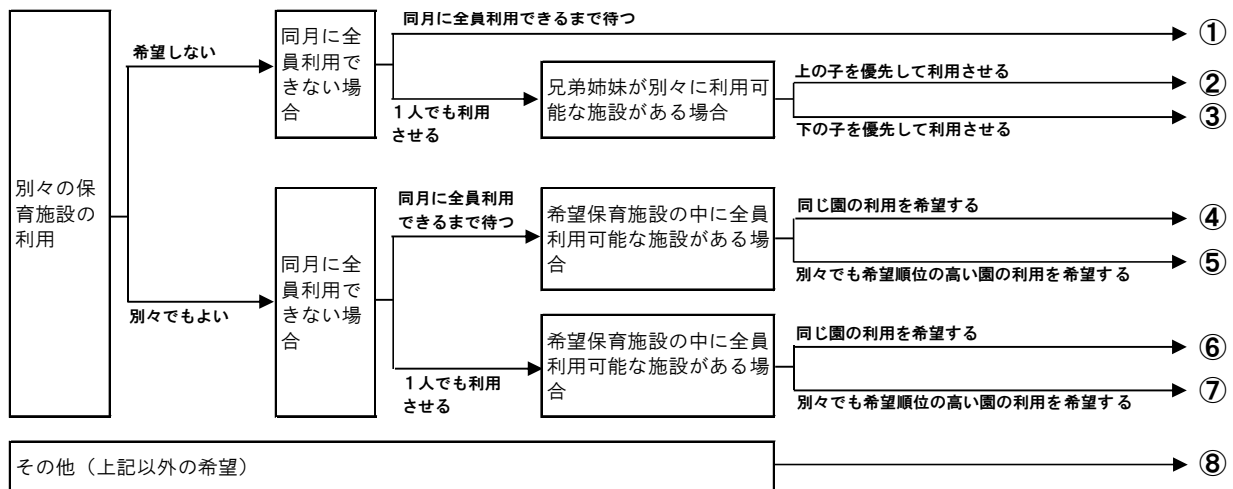 同月に全員利用できるまで待つ
①
希望しない
同月に全
員利用で
きない場
合
上の子を優先して利用させる
②
兄弟姉妹が別々に利用可
能な施設がある場合
１人でも利用
させる
下の子を優先して利用させる
③
別々の保
育施設の
利用
同月に全員利用
できるまで待つ
同じ園の利用を希望する
④
希望保育施設の中に全員
利用可能な施設がある場
合
別々でも希望順位の高い園の利用を希望する
⑤
同月に全
員利用で
きない場
合
別々でもよい
同じ園の利用を希望する
⑥
希望保育施設の中に全員
利用可能な施設がある場
合
１人でも利用
させる
別々でも希望順位の高い園の利用を希望する
⑦
その他（上記以外の希望）
⑧